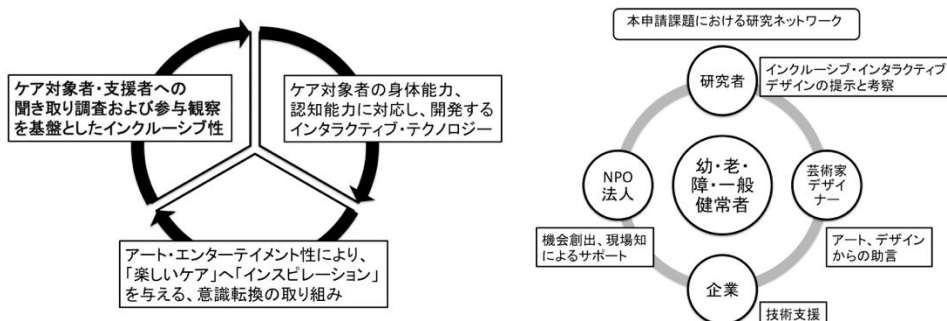 ケア対象者・支援者への
聞き取り調査および参与観察
を基盤としたインクルーシブ性
ケア対象者の身体能力、
認知能力に対応し、開発する
インタラクティブ・テクノロジー
アート・エンターテイメント性により、
「楽しいケア」へ「インスピレーション」
を与える、意識転換の取り組み
本申請課題における研究ネットワーク
研究者
インクルーシブ・インタラクティブ
デザインの提示と考察
NPO
法人
幼・老・
障・一般
健常者
芸術家
デザイ
ナー
機会創出、現場知
によるサポート
アート、デザイン
からの助言
企業
技術支援